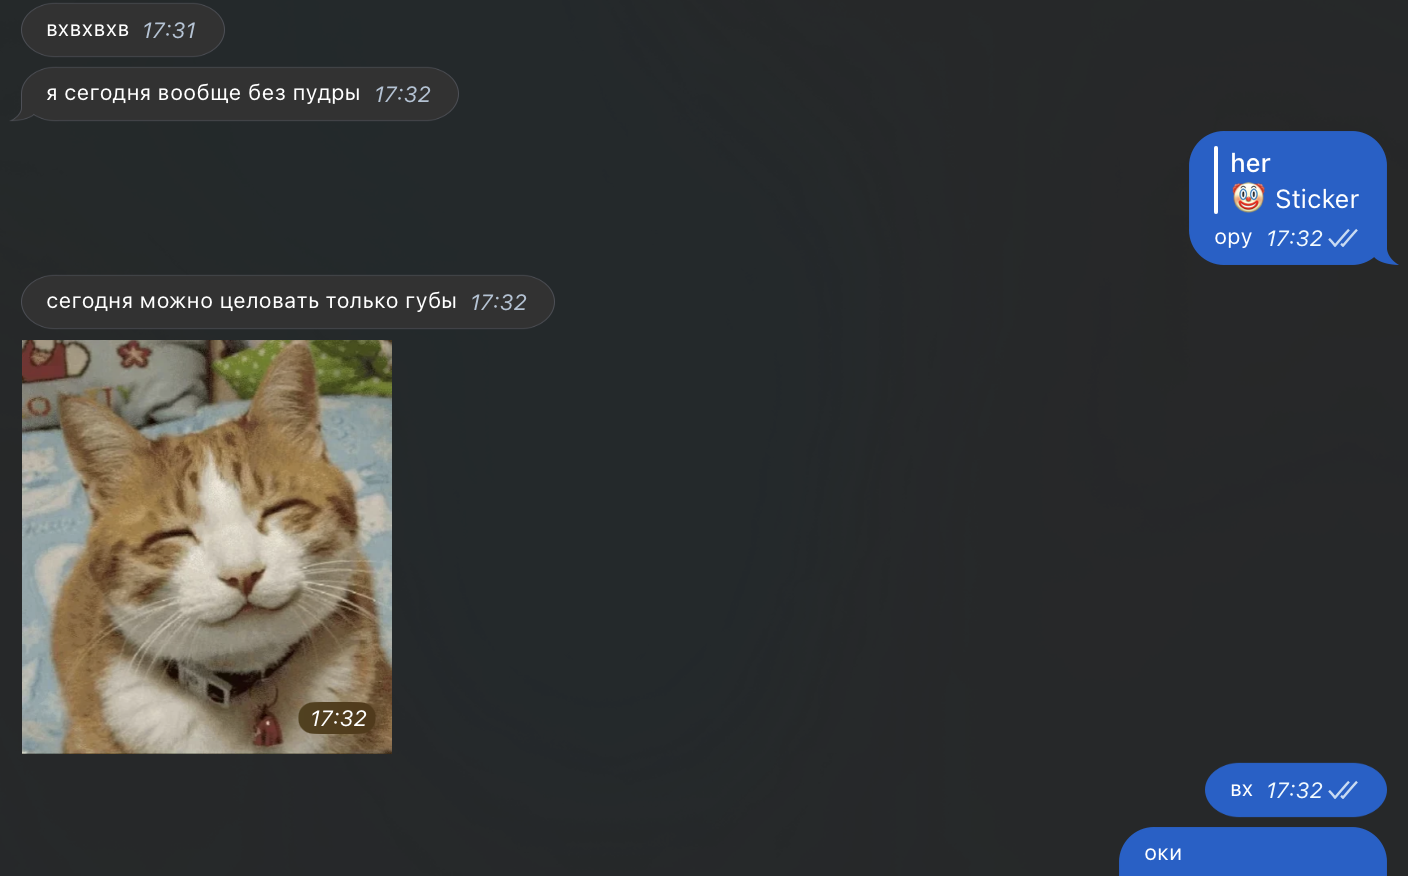 вхвхвхв 17:31
я сегодня вообще без пудры 17:32
her
🤡 Sticker
ору 17:32
сегодня можно целовать только губы 17:32
17:32
вх 17:32
оки